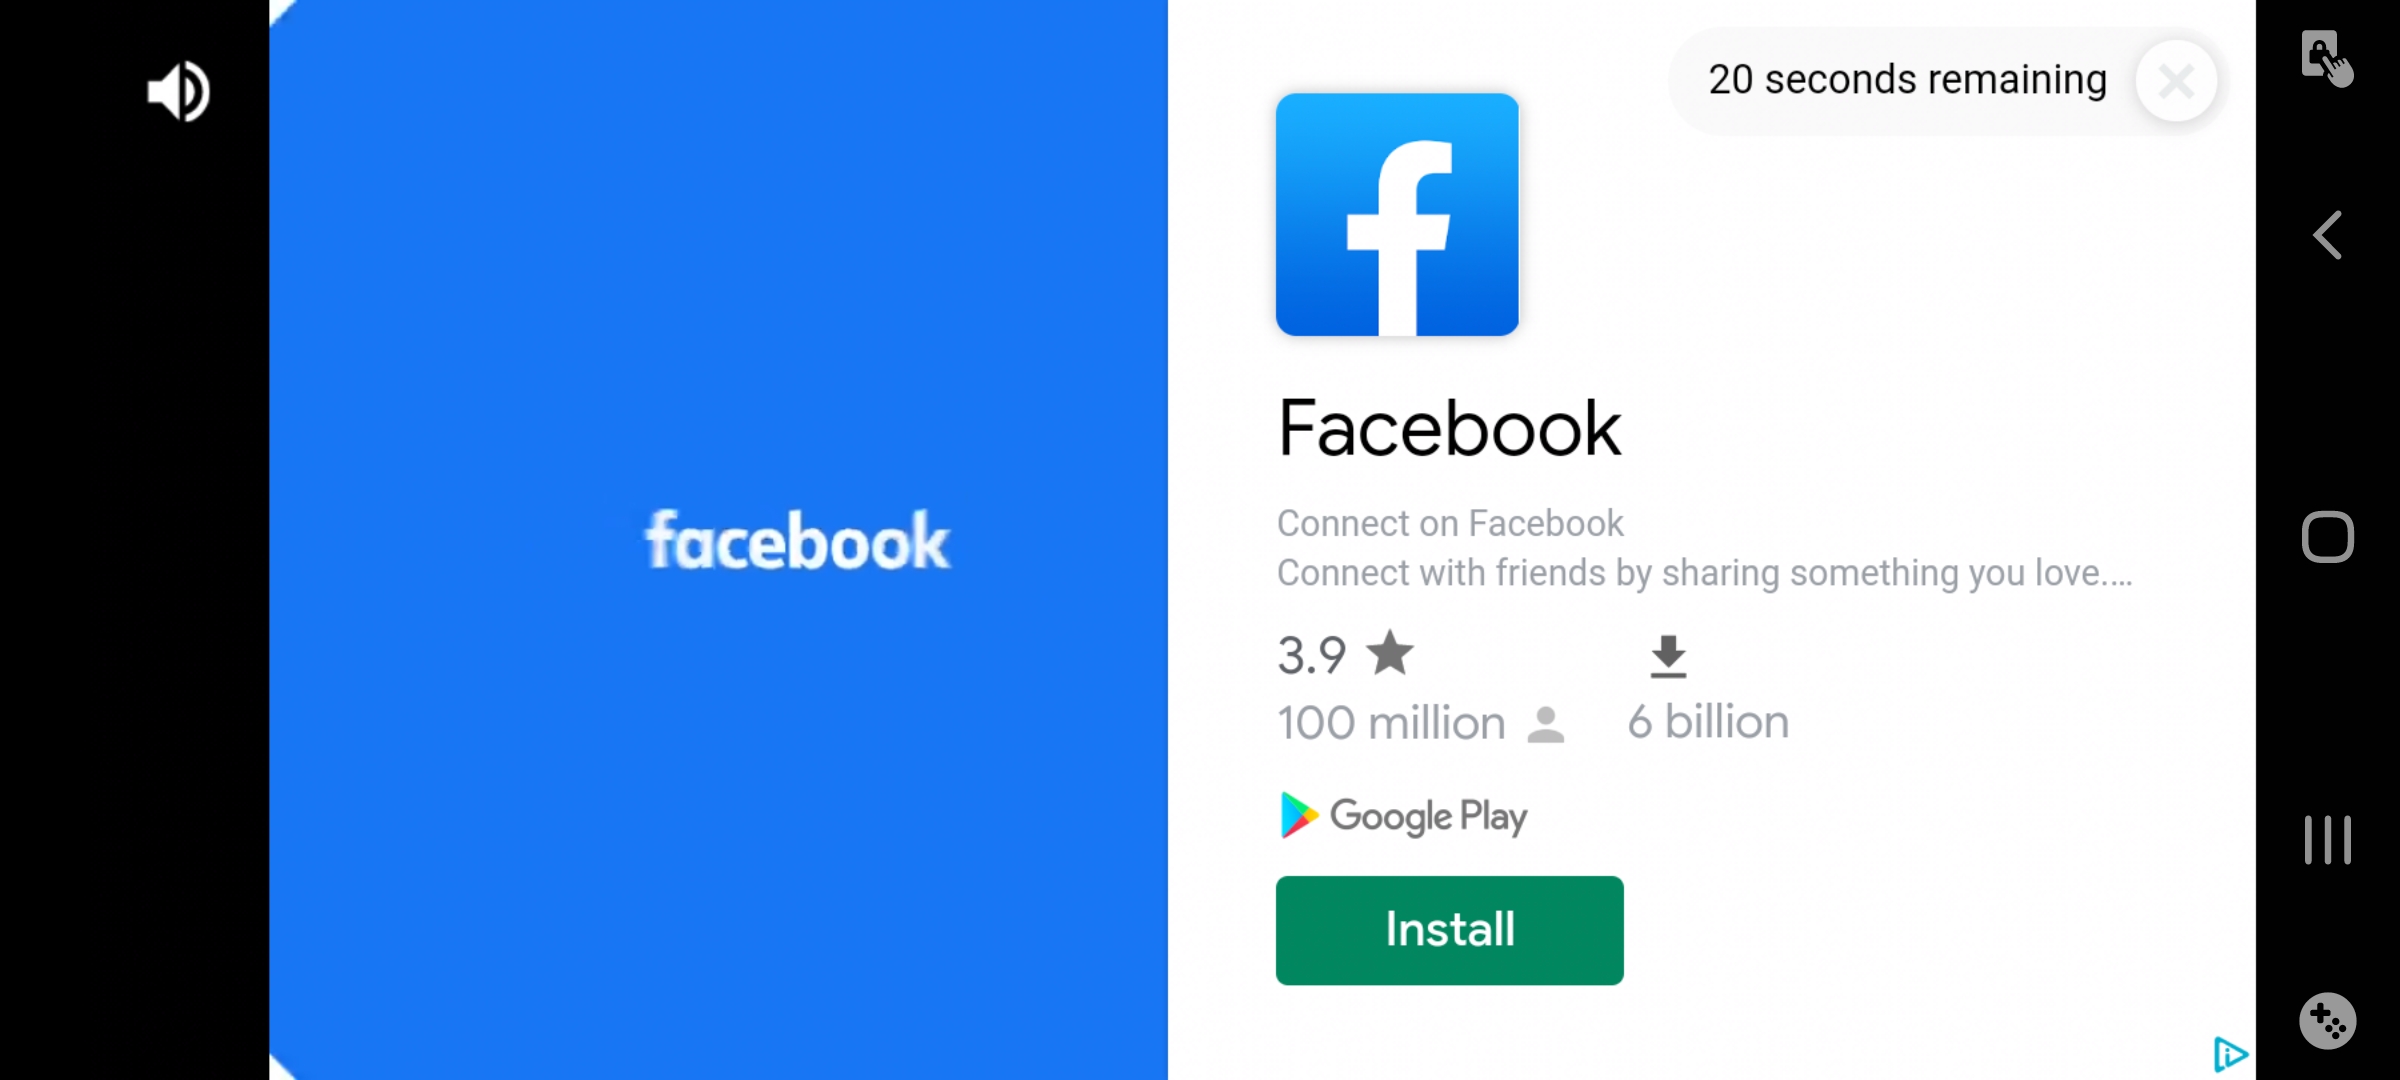 20 seconds remaining
facebook
Facebook
Connect on Facebook
Connect with friends by sharing something you love....
3.9
100 million
6 billion
Google Play
Install